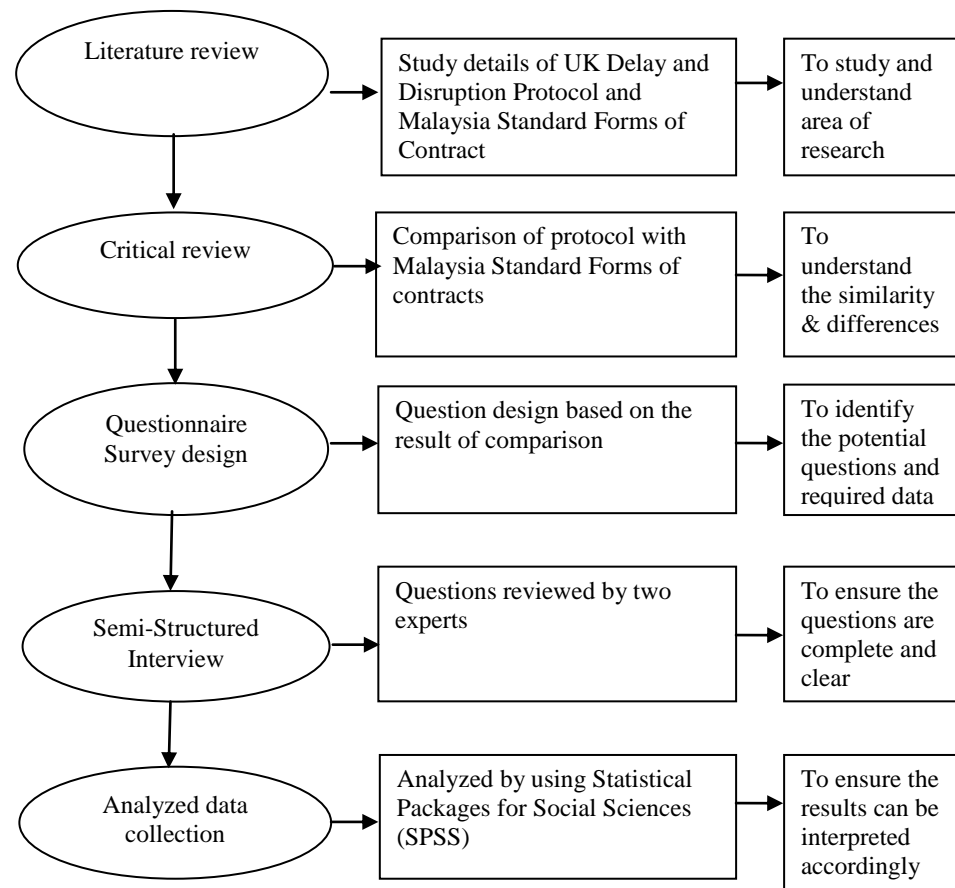 Literature review
Study details of UK Delay and
Disruption Protocol and
Malaysia Standard Forms of
Contract
To study and
understand
area of
research
Critical review
Comparison of protocol with
Malaysia Standard Forms of
contracts
To
understand
the similarity
& differences
Questionnaire
Survey design
Question design based on the
result of comparison
To identify
the potential
questions and
required data
Semi-Structured
Interview
Questions reviewed by two
experts
To ensure the
questions are
complete and
clear
Analyzed data
collection
Analyzed by using Statistical
Packages for Social Sciences
(SPSS)
To ensure the
results can be
interpreted
accordingly